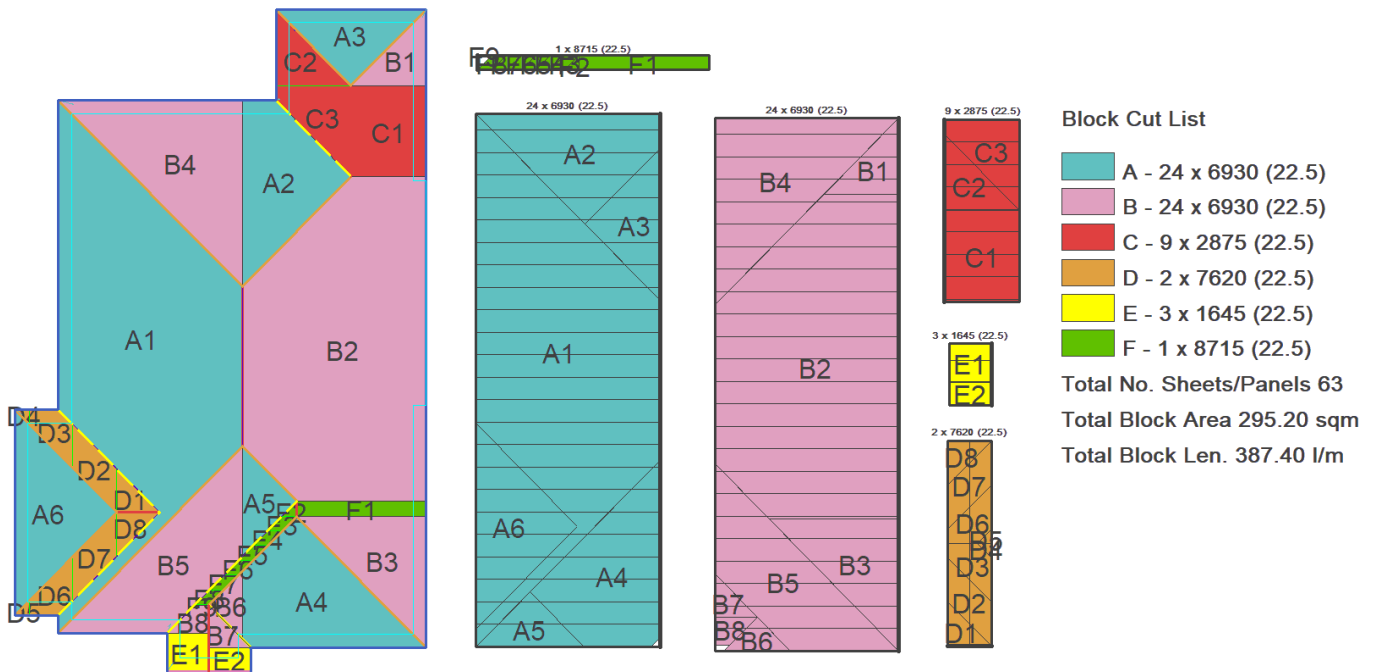 A3
C2
B1
C3
C1
B4
A2
A1
B2
D4
D3
D2
D1
A6
D8
D7
D6
D5
A5
F1
B5
B3
A4
B6
B8
B7
E1
E2
1 x 8715 (22.5)
F1
24 x 6930 (22.5)
A2
A3
A1
A6
A4
A5
24 x 6930 (22.5)
B4
B1
B2
B5
B3
B7
B8
B6
9 x 2875 (22.5)
C3
C2
C1
3 x 1645 (22.5)
E1
E2
2 x 7620 (22.5)
D8
D7
D6
D3
D2
D1
Block Cut List
A - 24 x 6930 (22.5)
B - 24 x 6930 (22.5)
C - 9 x 2875 (22.5)
D - 2 x 7620 (22.5)
E - 3 x 1645 (22.5)
F - 1 x 8715 (22.5)
Total No. Sheets/Panels 63
Total Block Area 295.20 sqm
Total Block Len. 387.40 l/m